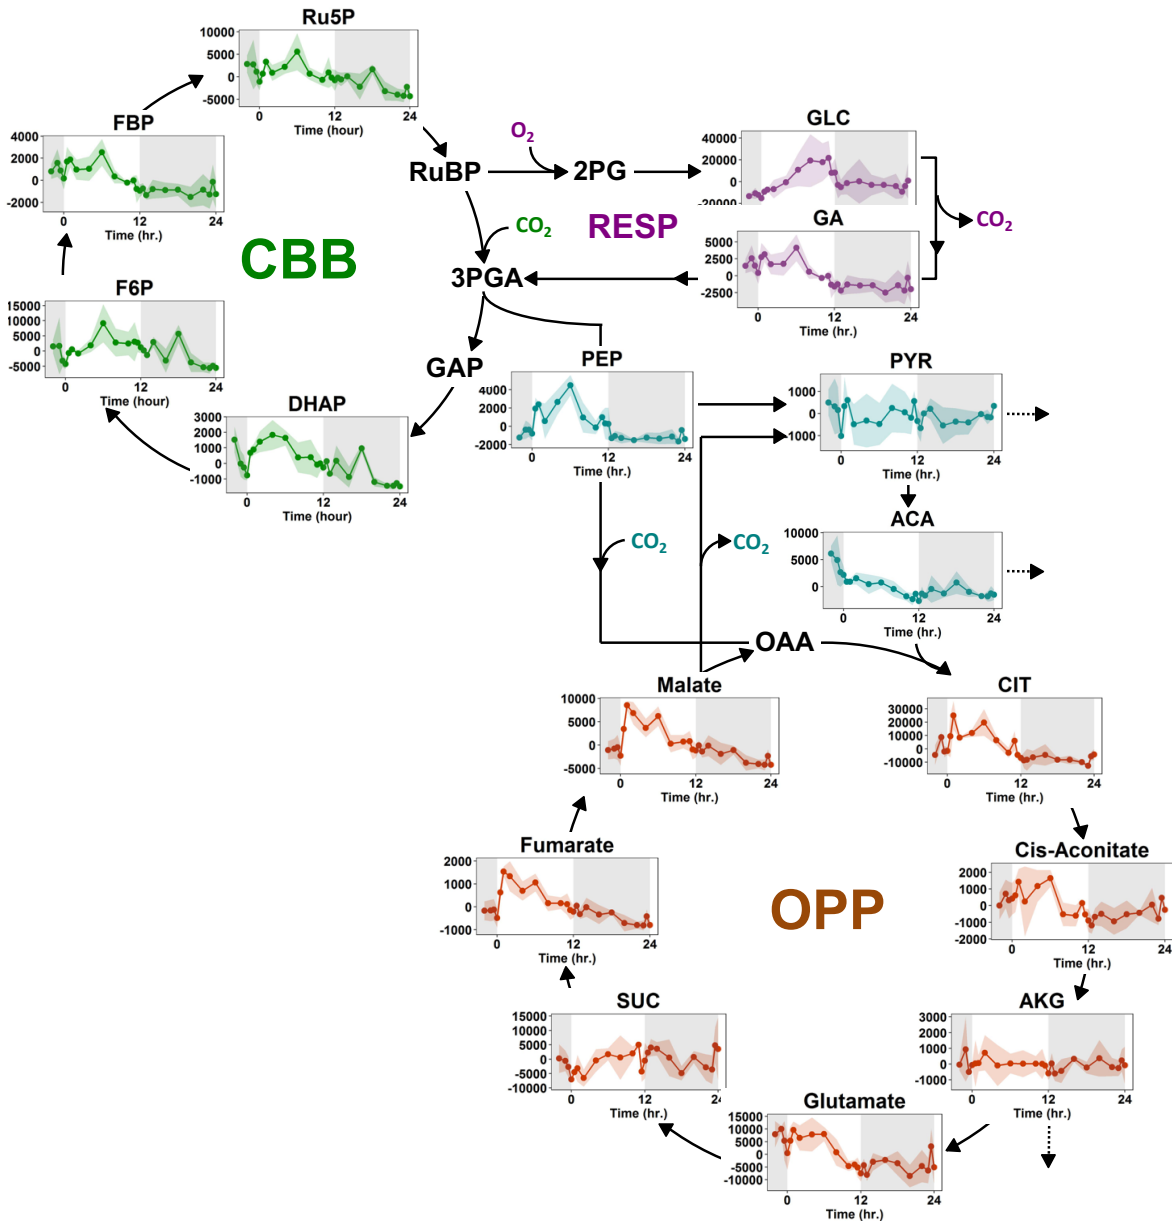 Ru5P
10000
5000
0
-5000
0 12 24
Time (hour)
FBP
4000
2000
0
-2000
0 12 24
Time (hr.)
CBB
F6P
15000
10000
5000
0
-5000
0 12 24
Time (hour)
DHAP
3000
2000
1000
0
-1000
0 12 24
Time (hour)
RuBP
O2
2PG
GLC
40000
20000
0
-20000
RESP
CO2
CO2
GA
5000
2500
0
-2500
0 12 24
Time (hr.)
3PGA
GAP
PEP
4000
2000
0
-2000
0 12 24
Time (hr.)
PYR
1000
0
1000
0 12 24
Time (hr.)
ACA
10000
5000
0
0 12 24
Time (hr.)
CO2
CO2
OAA
Malate
10000
5000
0
-5000
0 12 24
Time (hr.)
CIT
30000
20000
10000
0
-10000
0 12 24
Time (hr.)
Fumarate
2000
1000
0
-1000
0 12 24
Time (hr.)
OPP
Cis-Aconitate
2000
1000
0
-1000
-2000
0 12 24
Time (hr.)
SUC
15000
10000
5000
0
-5000
-10000
0 12 24
Time (hr.)
AKG
3000
2000
1000
0
-1000
0 12 24
Time (hr.)
Glutamate
15000
10000
5000
0
-5000
-10000
0 12 24
Time (hr.)